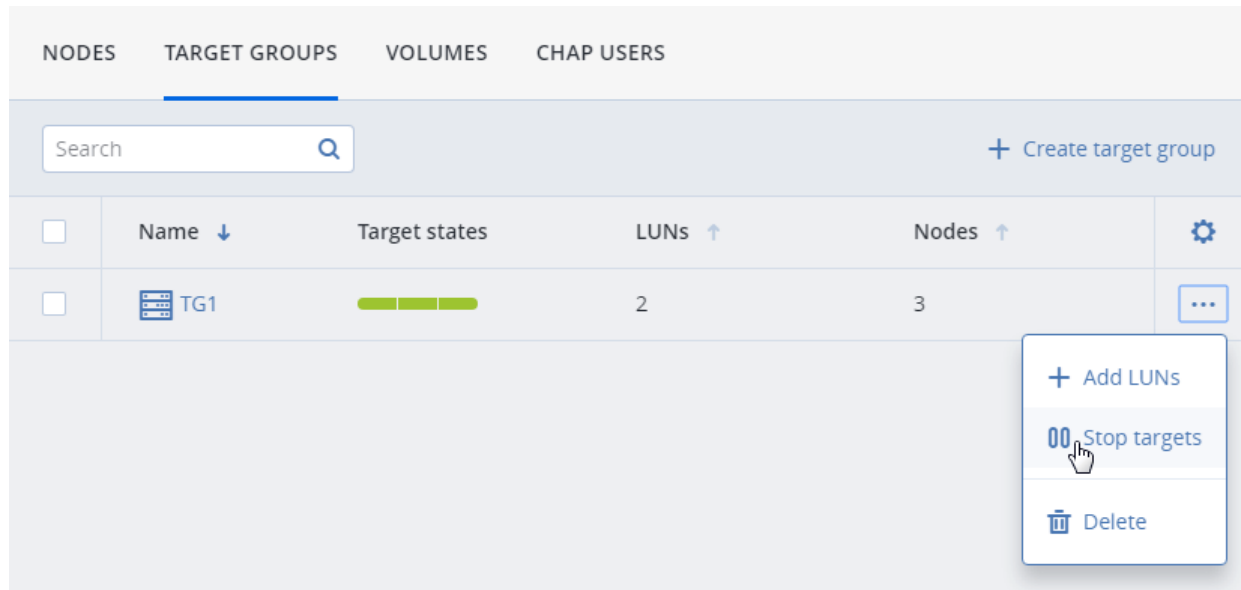 NODES TARGET GROUPS VOLUMES CHAP USERS
Search Create target group
Name Target states LUNs Nodes
TG1 2 3
Add LUNs
Stop targets
Delete